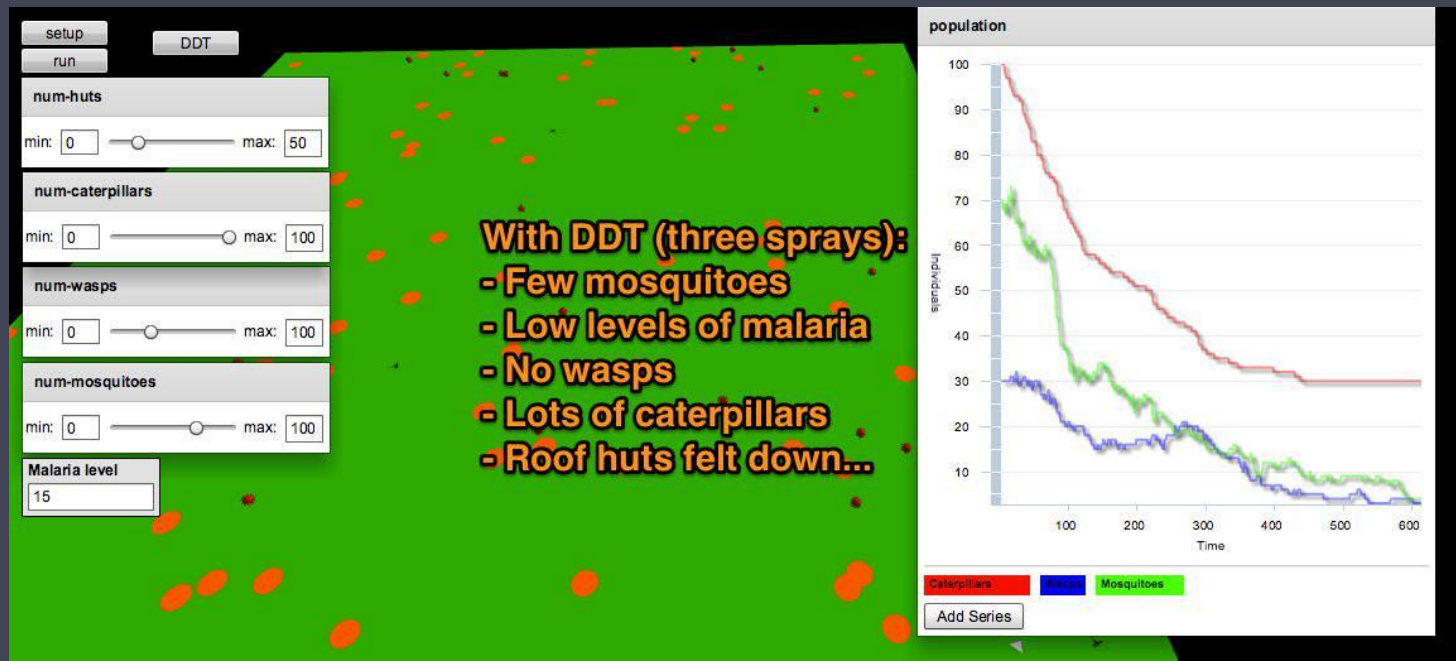 setup
run
DDT
num-huts
min: 0 max: 50
num-caterpillars
min: 0 max: 100
num-wasps
min: 0 max: 100
num-mosquitoes
min: 0 max: 100
Malaria level
15
With DDT (three sprays):
- Few mosquitoes
- Low levels of malaria
- No wasps
- Lots of caterpillars
- Roof huts felt down...
population
100
90
80
70
60
50
40
30
20
10
Individuals
100 200 300 400 500 600
Time
Caterpillars Wasps Mosquitoes
Add Series